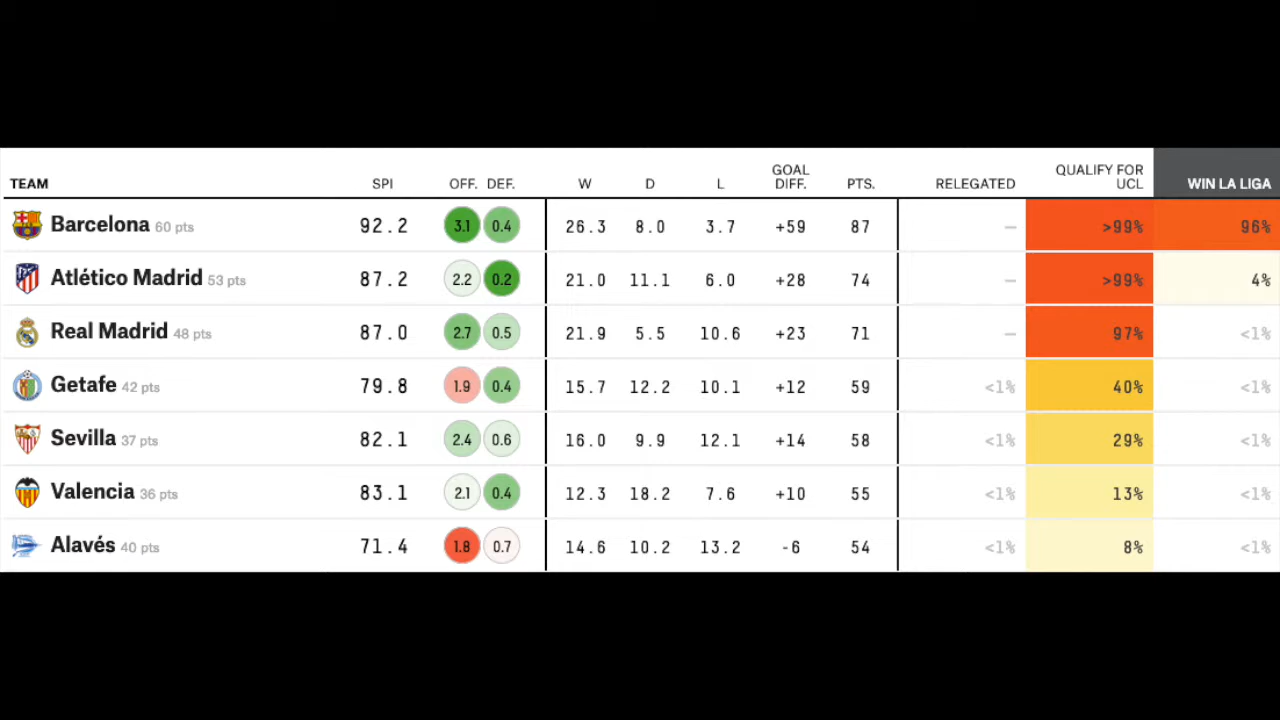 TEAM SPI OFF. DEF. W D L GOAL DIFF. PTS. RELEGATED QUALIFY FOR UCL WIN LA LIGA
Barcelona 60 pts 92.2 3.1 0.4 26.3 8.0 3.7 +59 87 — >99% 96%
Atlético Madrid 53 pts 87.2 2.2 0.2 21.0 11.1 6.0 +28 74 — >99% 4%
Real Madrid 48 pts 87.0 2.7 0.5 21.9 5.5 10.6 +23 71 — 97% <1%
Getafe 42 pts 79.8 1.9 0.4 15.7 12.2 10.1 +12 59 <1% 40% <1%
Sevilla 37 pts 82.1 2.4 0.6 16.0 9.9 12.1 +14 58 <1% 29% <1%
Valencia 36 pts 83.1 2.1 0.4 12.3 18.2 7.6 +10 55 <1% 13% <1%
Alavés 40 pts 71.4 1.8 0.7 14.6 10.2 13.2 -6 54 <1% 8% <1%